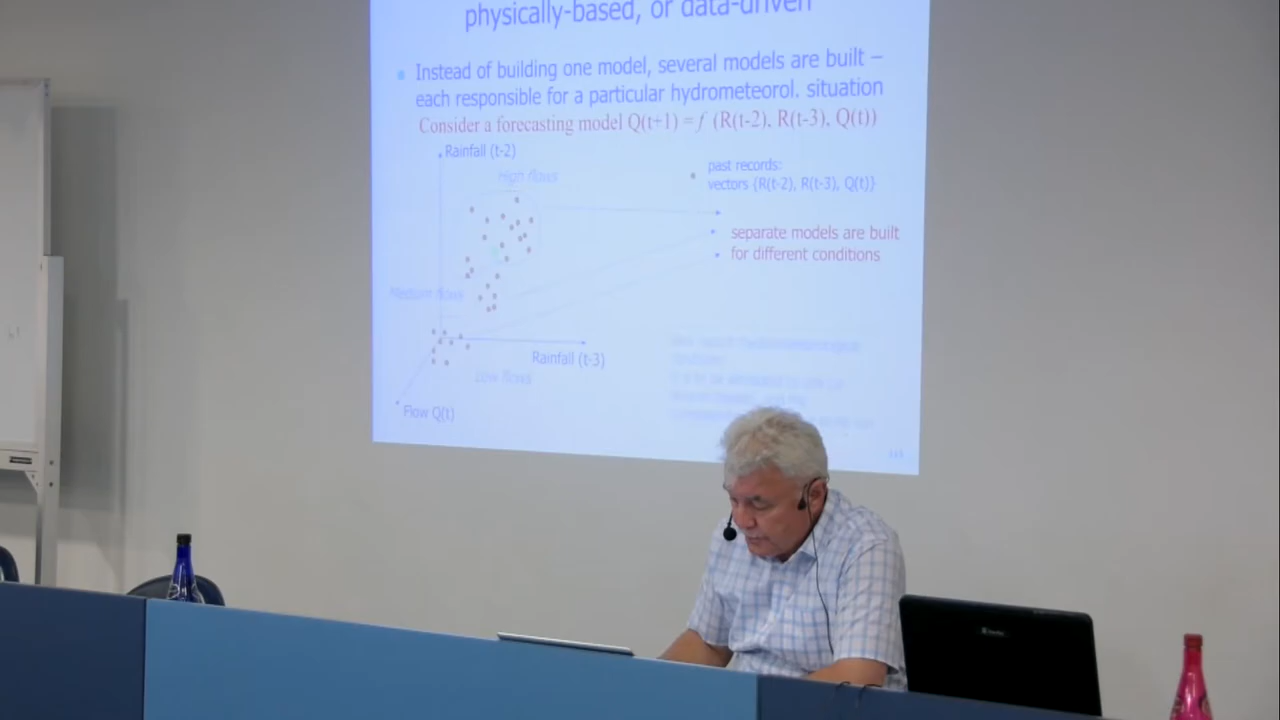 physically-based, or data-driven
Instead of building one model, several models are built –
each responsible for a particular hydrometeorol. situation
Consider a forecasting model Q(t+1) = f (R(t-2), R(t-3), Q(t))
Rainfall (t-2)
High flows
past records:
vectors {R(t-2), R(t-3), Q(t)}
separate models are built
for different conditions
Medium flows
Rainfall (t-3)
Low flows
Flow Q(t)